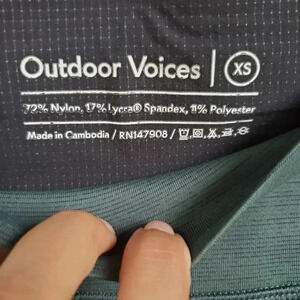 Outdoor Voices | XS
72% Nylon, 17% Lycra® Spandex, 11% Polyester
Made in Cambodia / RN147908 /